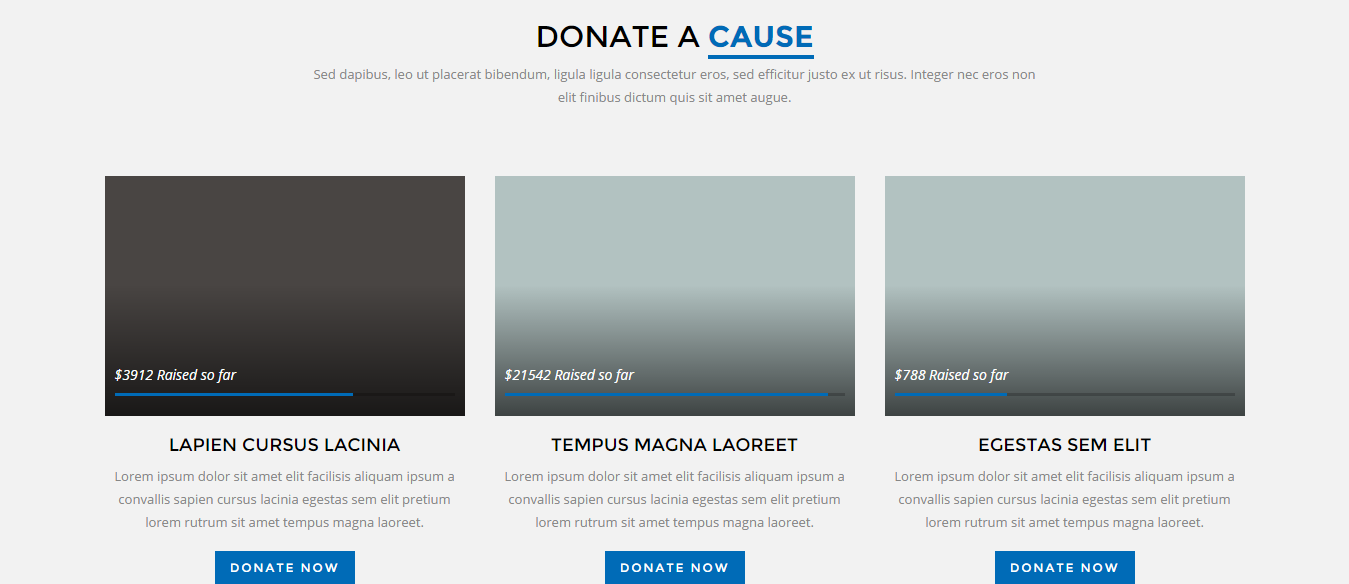 DONATE A CAUSE
Sed dapibus, leo ut placerat bibendum, ligula ligula consectetur eros, sed efficitur justo ex ut risus. Integer nec eros non
elit finibus dictum quis sit amet augue.
$3912 Raised so far
LAPIEN CURSUS LACINIA
Lorem ipsum dolor sit amet elit facilisis aliquam ipsum a
convallis sapien cursus lacinia egestas sem elit pretium
lorem rutrum sit amet tempus magna laoreet.
DONATE NOW
$21542 Raised so far
TEMPUS MAGNA LAOREET
Lorem ipsum dolor sit amet elit facilisis aliquam ipsum a
convallis sapien cursus lacinia egestas sem elit pretium
lorem rutrum sit amet tempus magna laoreet.
DONATE NOW
$788 Raised so far
EGESTAS SEM ELIT
Lorem ipsum dolor sit amet elit facilisis aliquam ipsum a
convallis sapien cursus lacinia egestas sem elit pretium
lorem rutrum sit amet tempus magna laoreet.
DONATE NOW